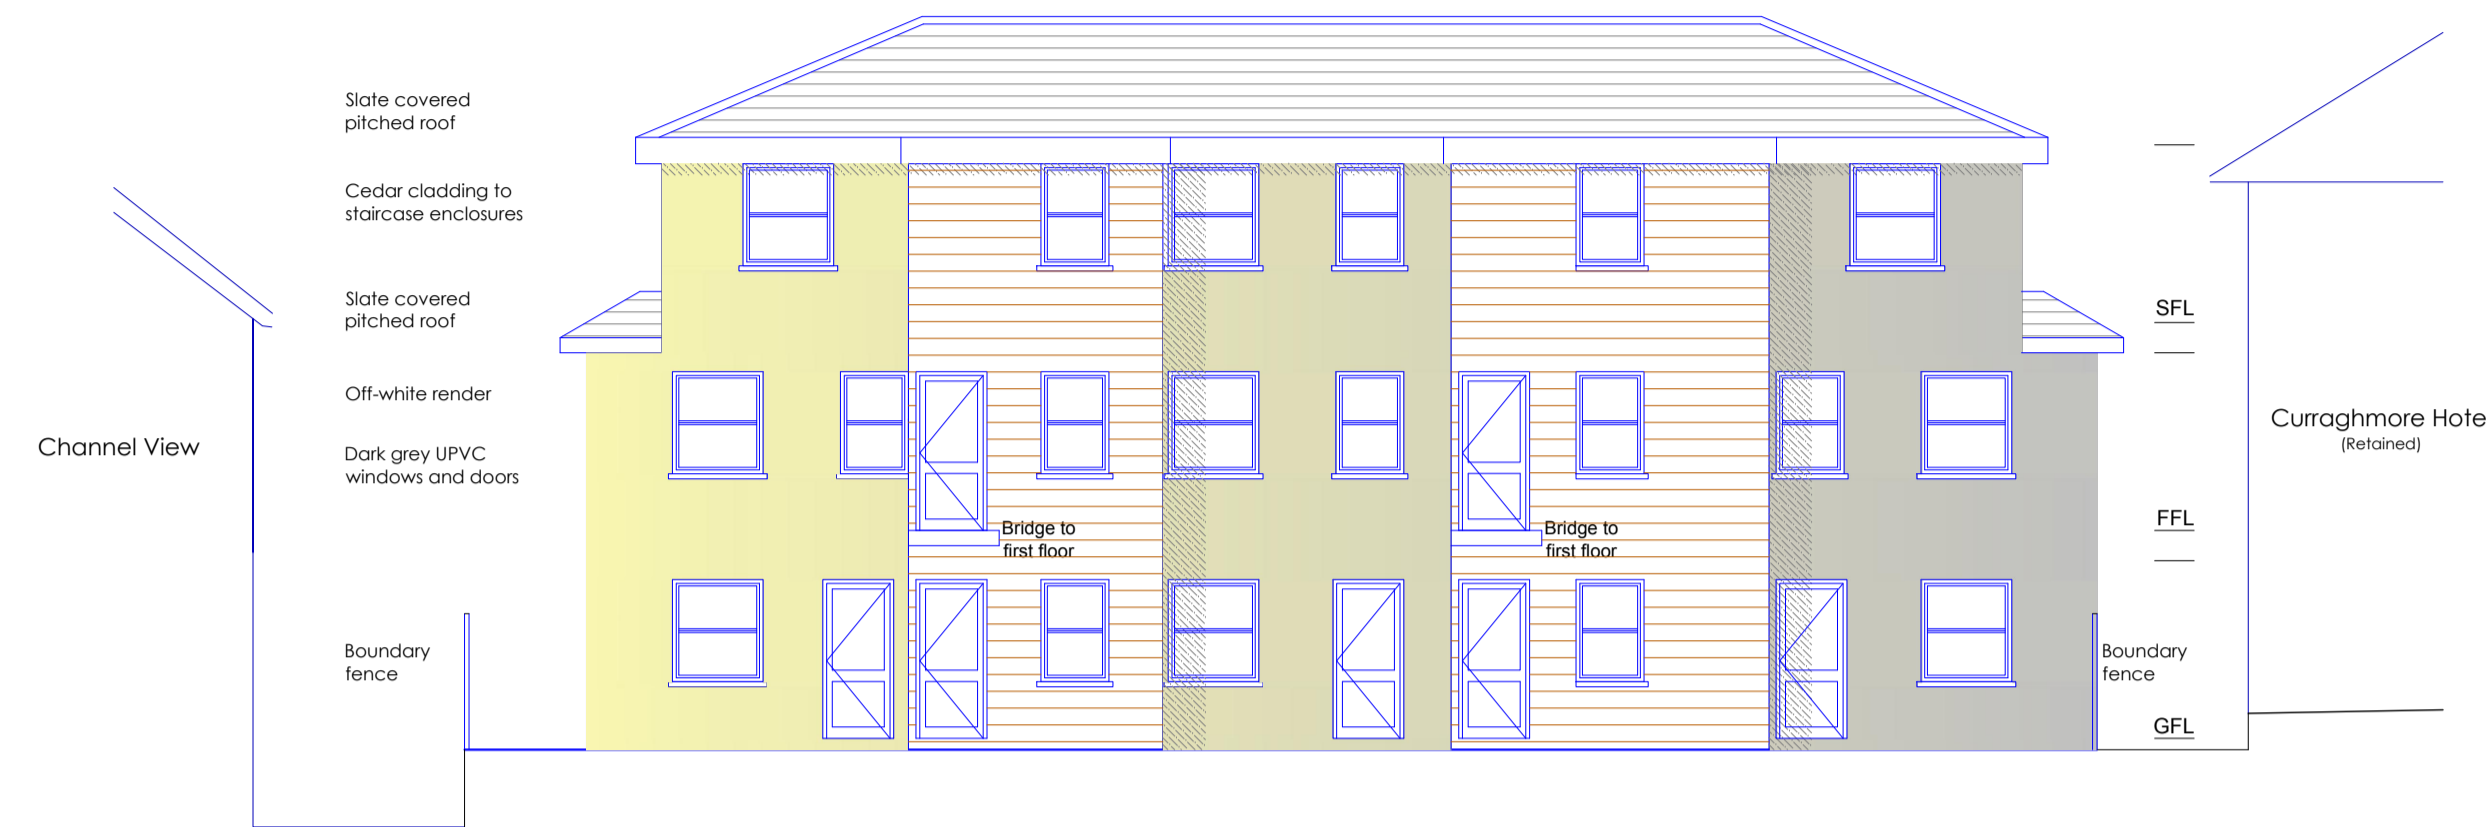 Slate covered
pitched roof
Cedar cladding to
staircase enclosures
Slate covered
pitched roof
Off-white render
Channel View
Dark grey UPVC
windows and doors
Boundary
fence
Bridge to
first floor
Bridge to
first floor
SFL
FFL
GFL
Boundary
fence
Curraghmore Hote
(Retained)